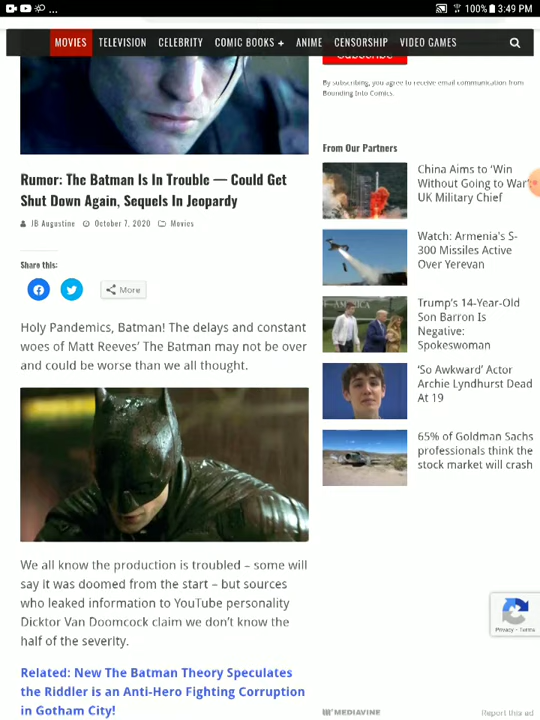 ... 100% 3:49 PM
MOVIES TELEVISION CELEBRITY COMIC BOOKS + ANIME CENSORSHIP VIDEO GAMES
Subscribe
By subscribing, you agree to receive email communication from
Bounding Into Comics.
Rumor: The Batman Is In Trouble — Could Get
Shut Down Again, Sequels In Jeopardy
JB Augustine October 7, 2020 Movies
Share this:
More
Holy Pandemics, Batman! The delays and constant
woes of Matt Reeves’ The Batman may not be over
and could be worse than we all thought.
We all know the production is troubled – some will
say it was doomed from the start – but sources
who leaked information to YouTube personality
Dicktor Van Doomcock claim we don’t know the
half of the severity.
Related: New The Batman Theory Speculates
the Riddler is an Anti-Hero Fighting Corruption
in Gotham City!
From Our Partners
China Aims to ‘Win
Without Going to War’:
UK Military Chief
Watch: Armenia's S-
300 Missiles Active
Over Yerevan
Trump’s 14-Year-Old
Son Barron Is
Negative:
Spokeswoman
‘So Awkward’ Actor
Archie Lyndhurst Dead
At 19
65% of Goldman Sachs
professionals think the
stock market will crash
Privacy - Terms
MEDIAVINE
Report this ad